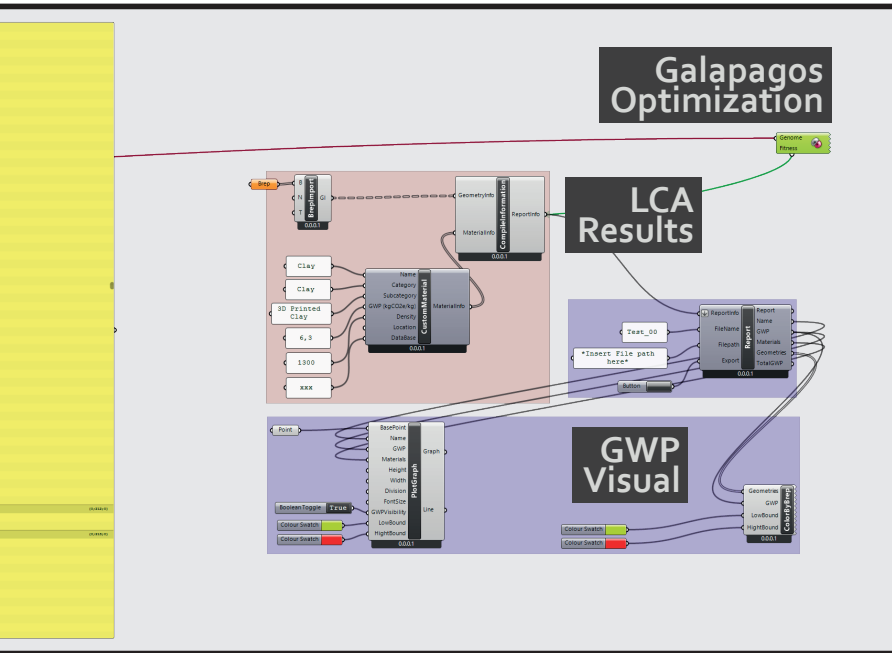 Galapagos
Optimization
Genome
Fitness
LCA
Results
Brep
B
N
T
BrepImport
GI
0.0.0.1
GeometryInfo
MaterialInfo
CompileInformation
ReportInfo
0.0.0.1
Clay
Clay
3D Printed
Clay
6,3
1300
xxx
Name
Category
Subcategory
GWP (kgCO2e/kg)
Density
Location
DataBase
CustomMaterial
MaterialInfo
0.0.0.1
Test_00
*Insert File path
here*
Button
ReportInfo
FileName
Filepath
Export
Report
Report
Name
GWP
Materials
Geometries
TotalGWP
0.0.0.1
GWP
Visual
Point
Boolean Toggle True
Colour Swatch
Colour Swatch
BasePoint
Name
GWP
Materials
Height
Width
Division
FontSize
GWPVisibility
LowBound
HightBound
PlotGraph
Graph
Line
0.0.0.1
Colour Swatch
Colour Swatch
Geometries
GWP
LowBound
HightBound
ColorByBrep
0.0.0.1